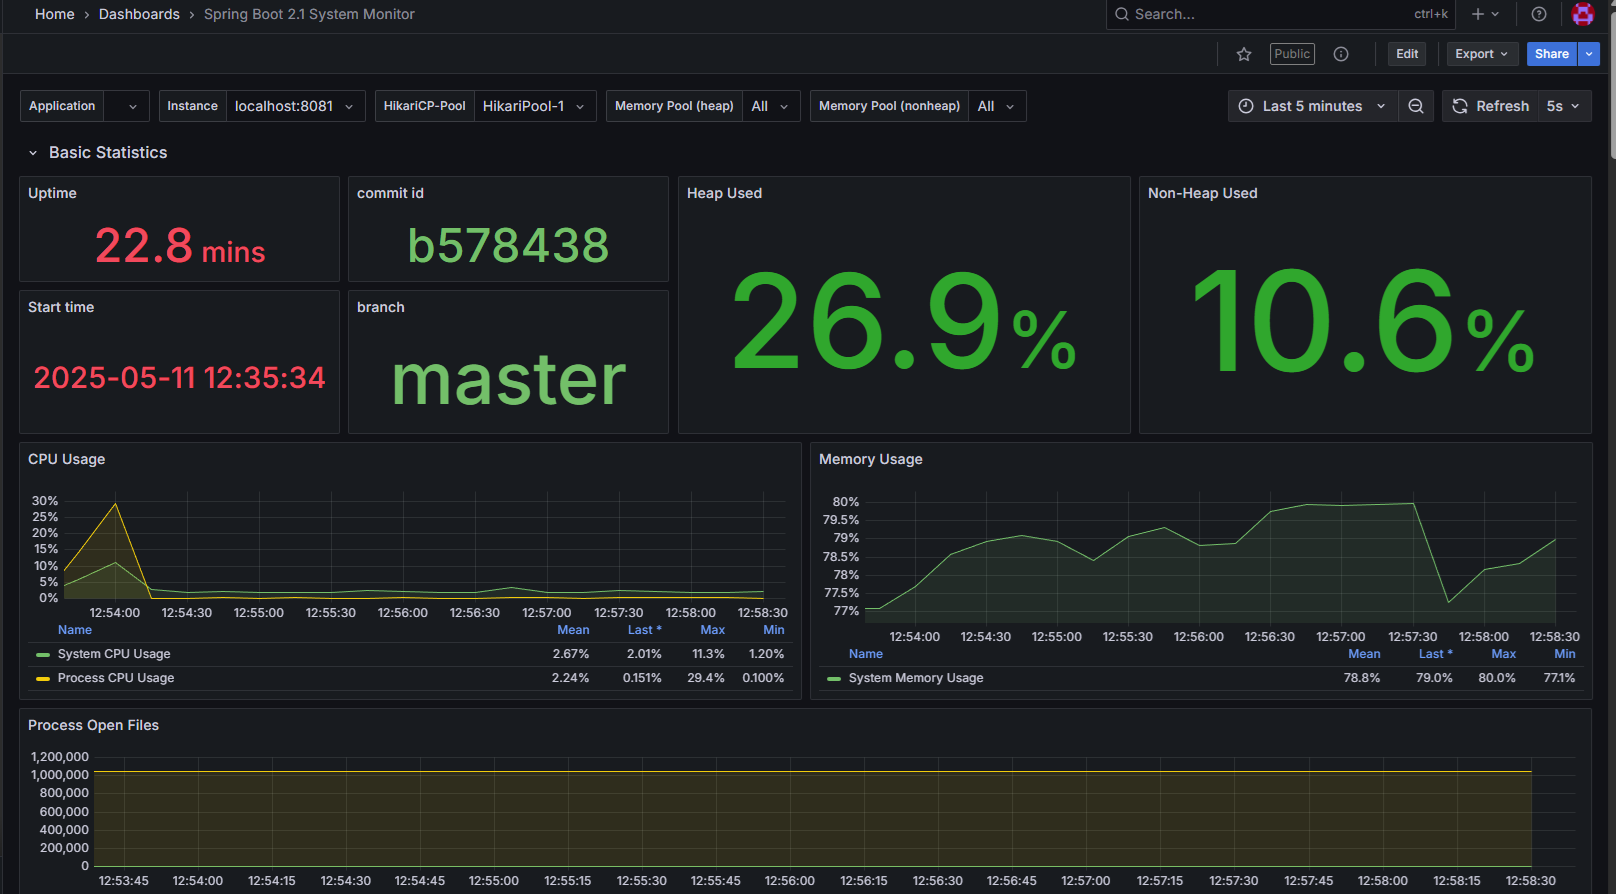 Home › Dashboards › Spring Boot 2.1 System Monitor
Search... ctrl+k
Public Edit Export Share
Application Instance localhost:8081 HikariCP-Pool HikariPool-1 Memory Pool (heap) All Memory Pool (nonheap) All Last 5 minutes Refresh 5s
Basic Statistics
Uptime
22.8 mins
commit id
b578438
Heap Used
26.9%
Non-Heap Used
10.6%
Start time
2025-05-11 12:35:34
branch
master
CPU Usage
30%
25%
20%
15%
10%
5%
0%
12:54:00 12:54:30 12:55:00 12:55:30 12:56:00 12:56:30 12:57:00 12:57:30 12:58:00 12:58:30
Name Mean Last * Max Min
System CPU Usage 2.67% 2.01% 11.3% 1.20%
Process CPU Usage 2.24% 0.151% 29.4% 0.100%
Memory Usage
80%
79.5%
79%
78.5%
78%
77.5%
77%
12:54:00 12:54:30 12:55:00 12:55:30 12:56:00 12:56:30 12:57:00 12:57:30 12:58:00 12:58:30
Name Mean Last * Max Min
System Memory Usage 78.8% 79.0% 80.0% 77.1%
Process Open Files
1,200,000
1,000,000
800,000
600,000
400,000
200,000
0
12:53:45 12:54:00 12:54:15 12:54:30 12:54:45 12:55:00 12:55:15 12:55:30 12:55:45 12:56:00 12:56:15 12:56:30 12:56:45 12:57:00 12:57:15 12:57:30 12:57:45 12:58:00 12:58:15 12:58:30